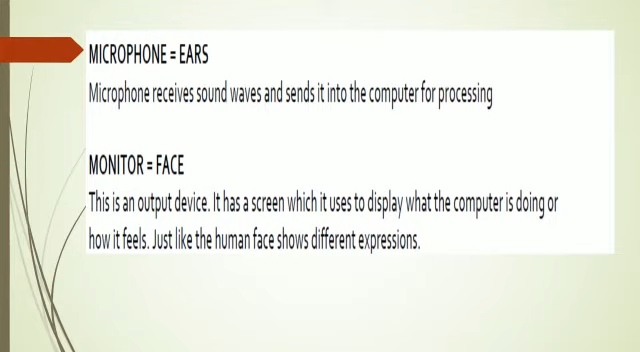 MICROPHONE = EARS
Microphone receives sound waves and sends it into the computer for processing
MONITOR = FACE
This is an output device. It has a screen which it uses to display what the computer is doing or
how it feels. Just like the human face shows different expressions.